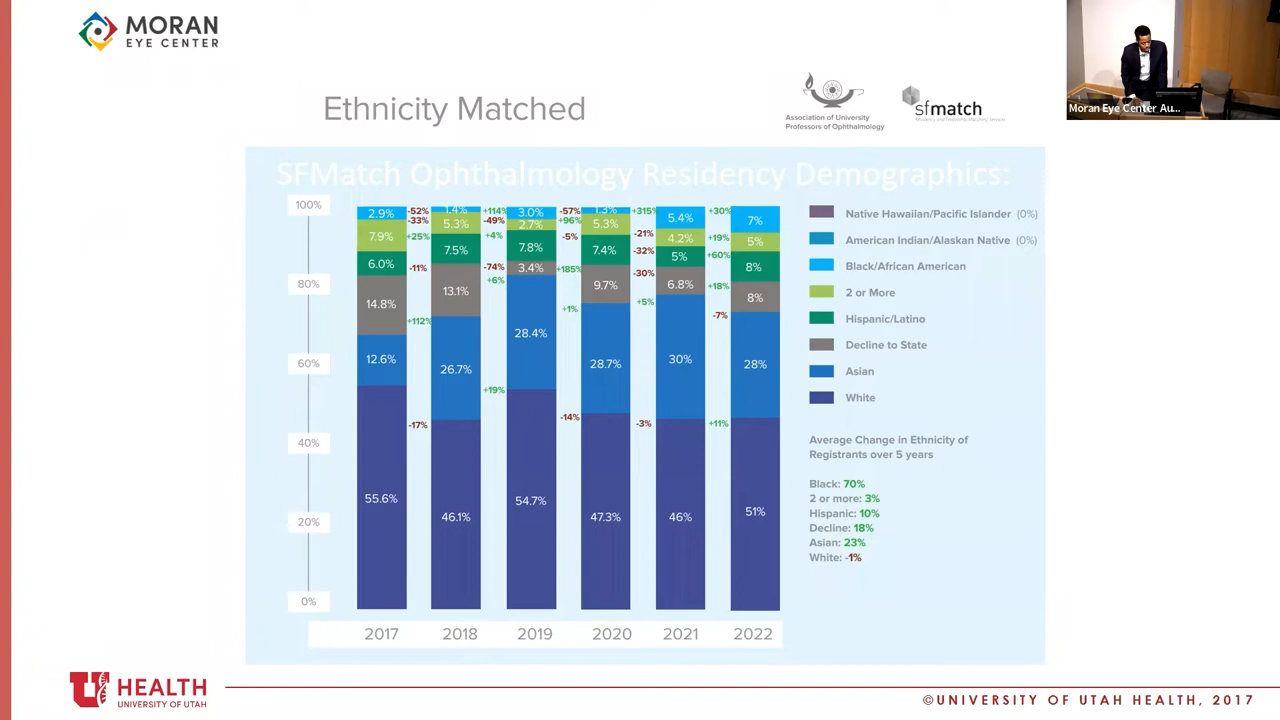 MORAN
EYE CENTER
Moran Eye Center Au...
Ethnicity Matched
Association of University
Professors of Ophthalmology
sfmatch
SFMatch Ophthalmology Residency Demographics:
100%
80%
60%
40%
20%
0%
2.9%
7.9%
6.0%
14.8%
12.6%
55.6%
-52%
-33%
+25%
-11%
+112%
-17%
1.4%
5.3%
7.5%
13.1%
26.7%
46.1%
+114%
-49%
+4%
-74%
+6%
+19%
3.0%
2.7%
7.8%
3.4%
28.4%
54.7%
-57%
+96%
-5%
+185%
+1%
-14%
1.3%
5.3%
7.4%
9.7%
28.7%
47.3%
+315%
-21%
-32%
-30%
+5%
-3%
5.4%
4.2%
5%
6.8%
30%
46%
+30%
+19%
+60%
+18%
-7%
+11%
7%
5%
8%
8%
28%
51%
2017 2018 2019 2020 2021 2022
Native Hawaiian/Pacific Islander (0%)
American Indian/Alaskan Native (0%)
Black/African American
2 or More
Hispanic/Latino
Decline to State
Asian
White
Average Change in Ethnicity of
Registrants over 5 years
Black: 70%
2 or more: 3%
Hispanic: 10%
Decline: 18%
Asian: 23%
White: -1%
U HEALTH
UNIVERSITY OF UTAH
©UNIVERSITY OF UTAH HEALTH, 2017